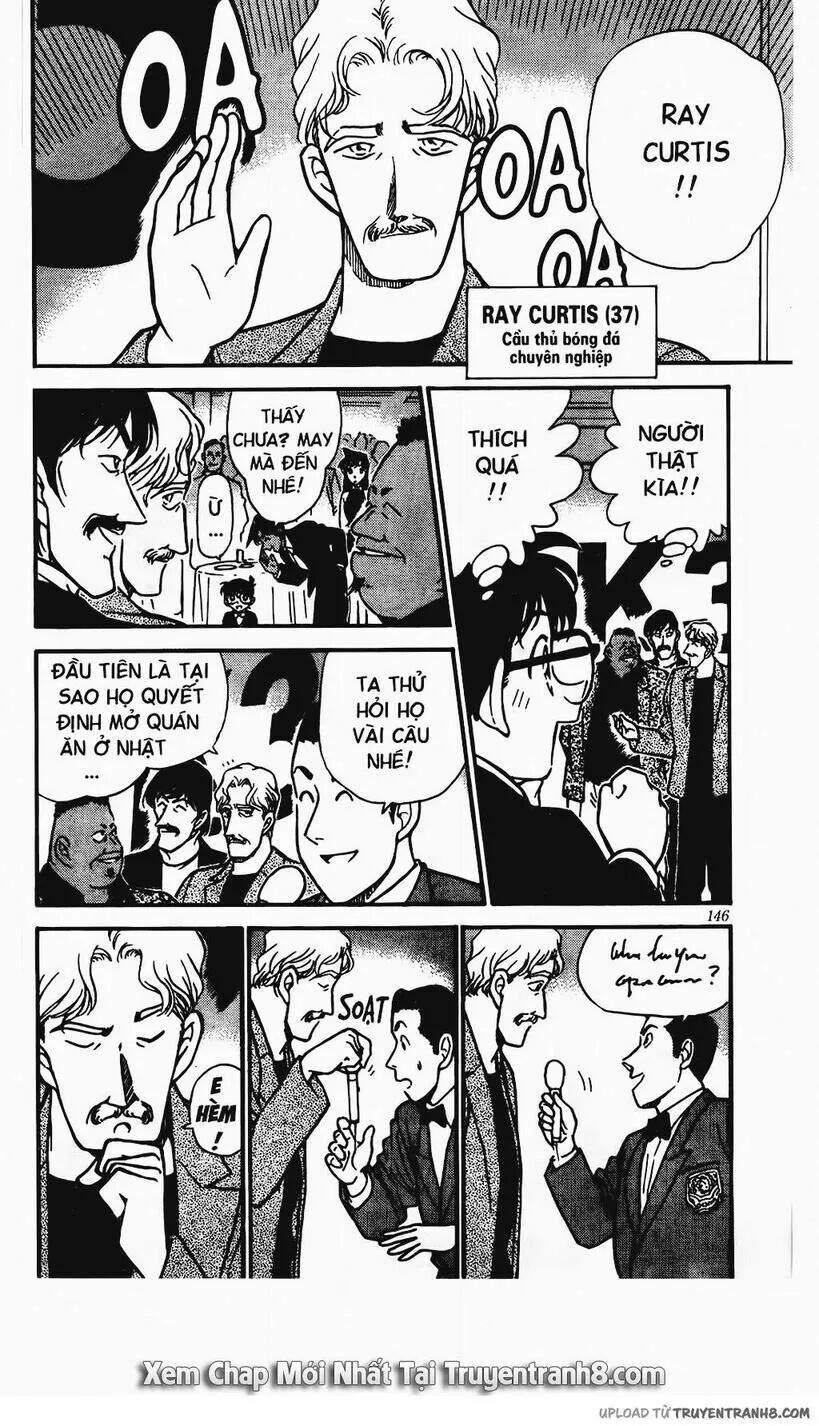 OA
RAY
CURTIS
!!
OA
OA
RAY CURTIS (37)
Cầu thủ bóng đá
chuyên nghiệp
NGƯỜI
THẬT
KÌA!!
THÍCH
QUÁ
!!
THẤY
CHƯA? MAY
MÀ ĐẾN
NHÉ!
Ừ
...
K 3
TA THỬ
HỎI HỌ
VÀI CÂU
NHÉ!
ĐẦU TIÊN LÀ TẠI
SAO HỌ QUYẾT
ĐỊNH MỞ QUÁN
ĂN Ở NHẬT
...
146
SOẠT
E
HÈM
!
Xem Chap Mới Nhất Tại Truyentranh8.com
UPLOAD TỪ TRUYENTRANH8.COM